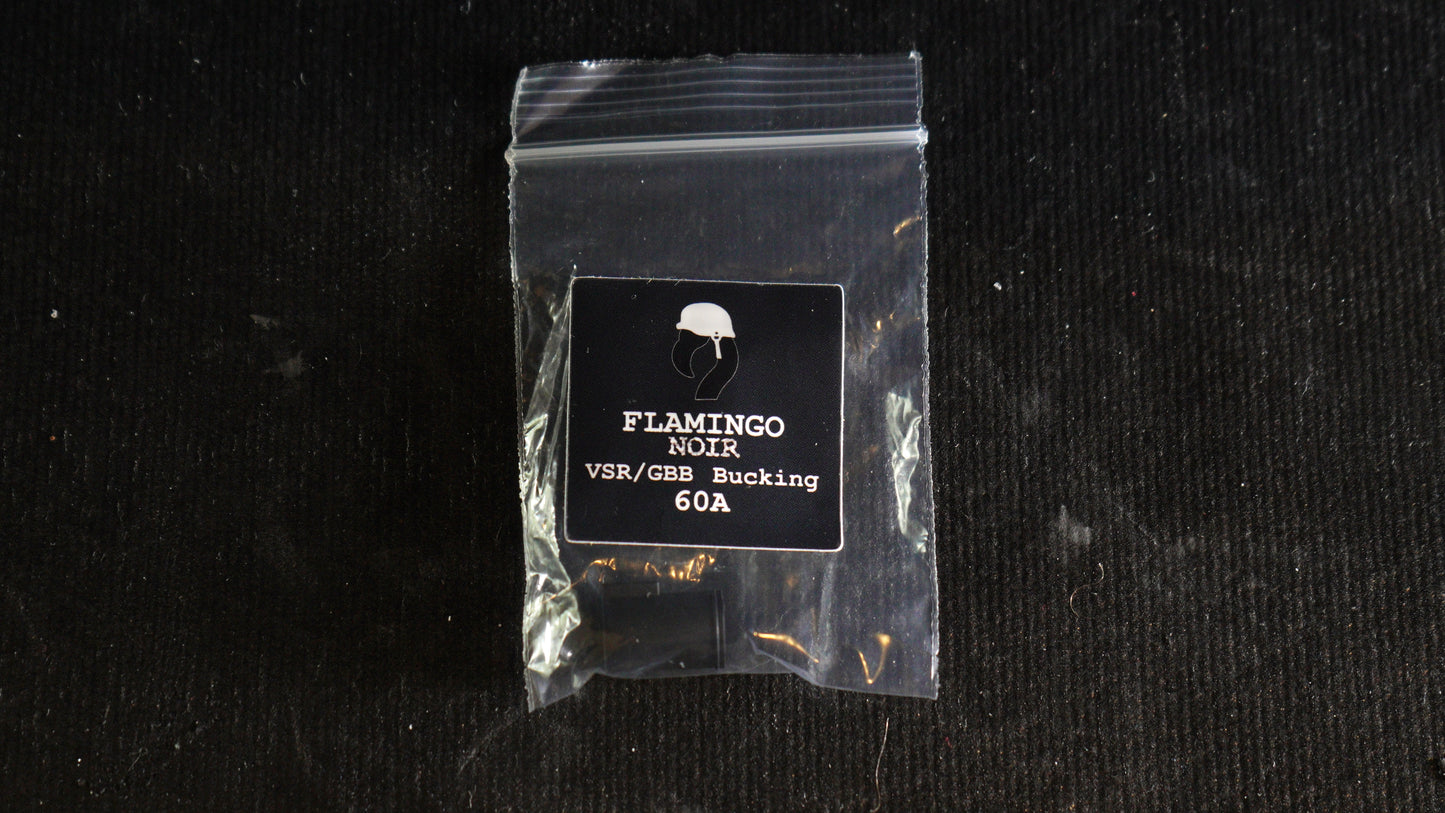 FLAMINGO
NOIR
VSR/GBB Bucking
60A